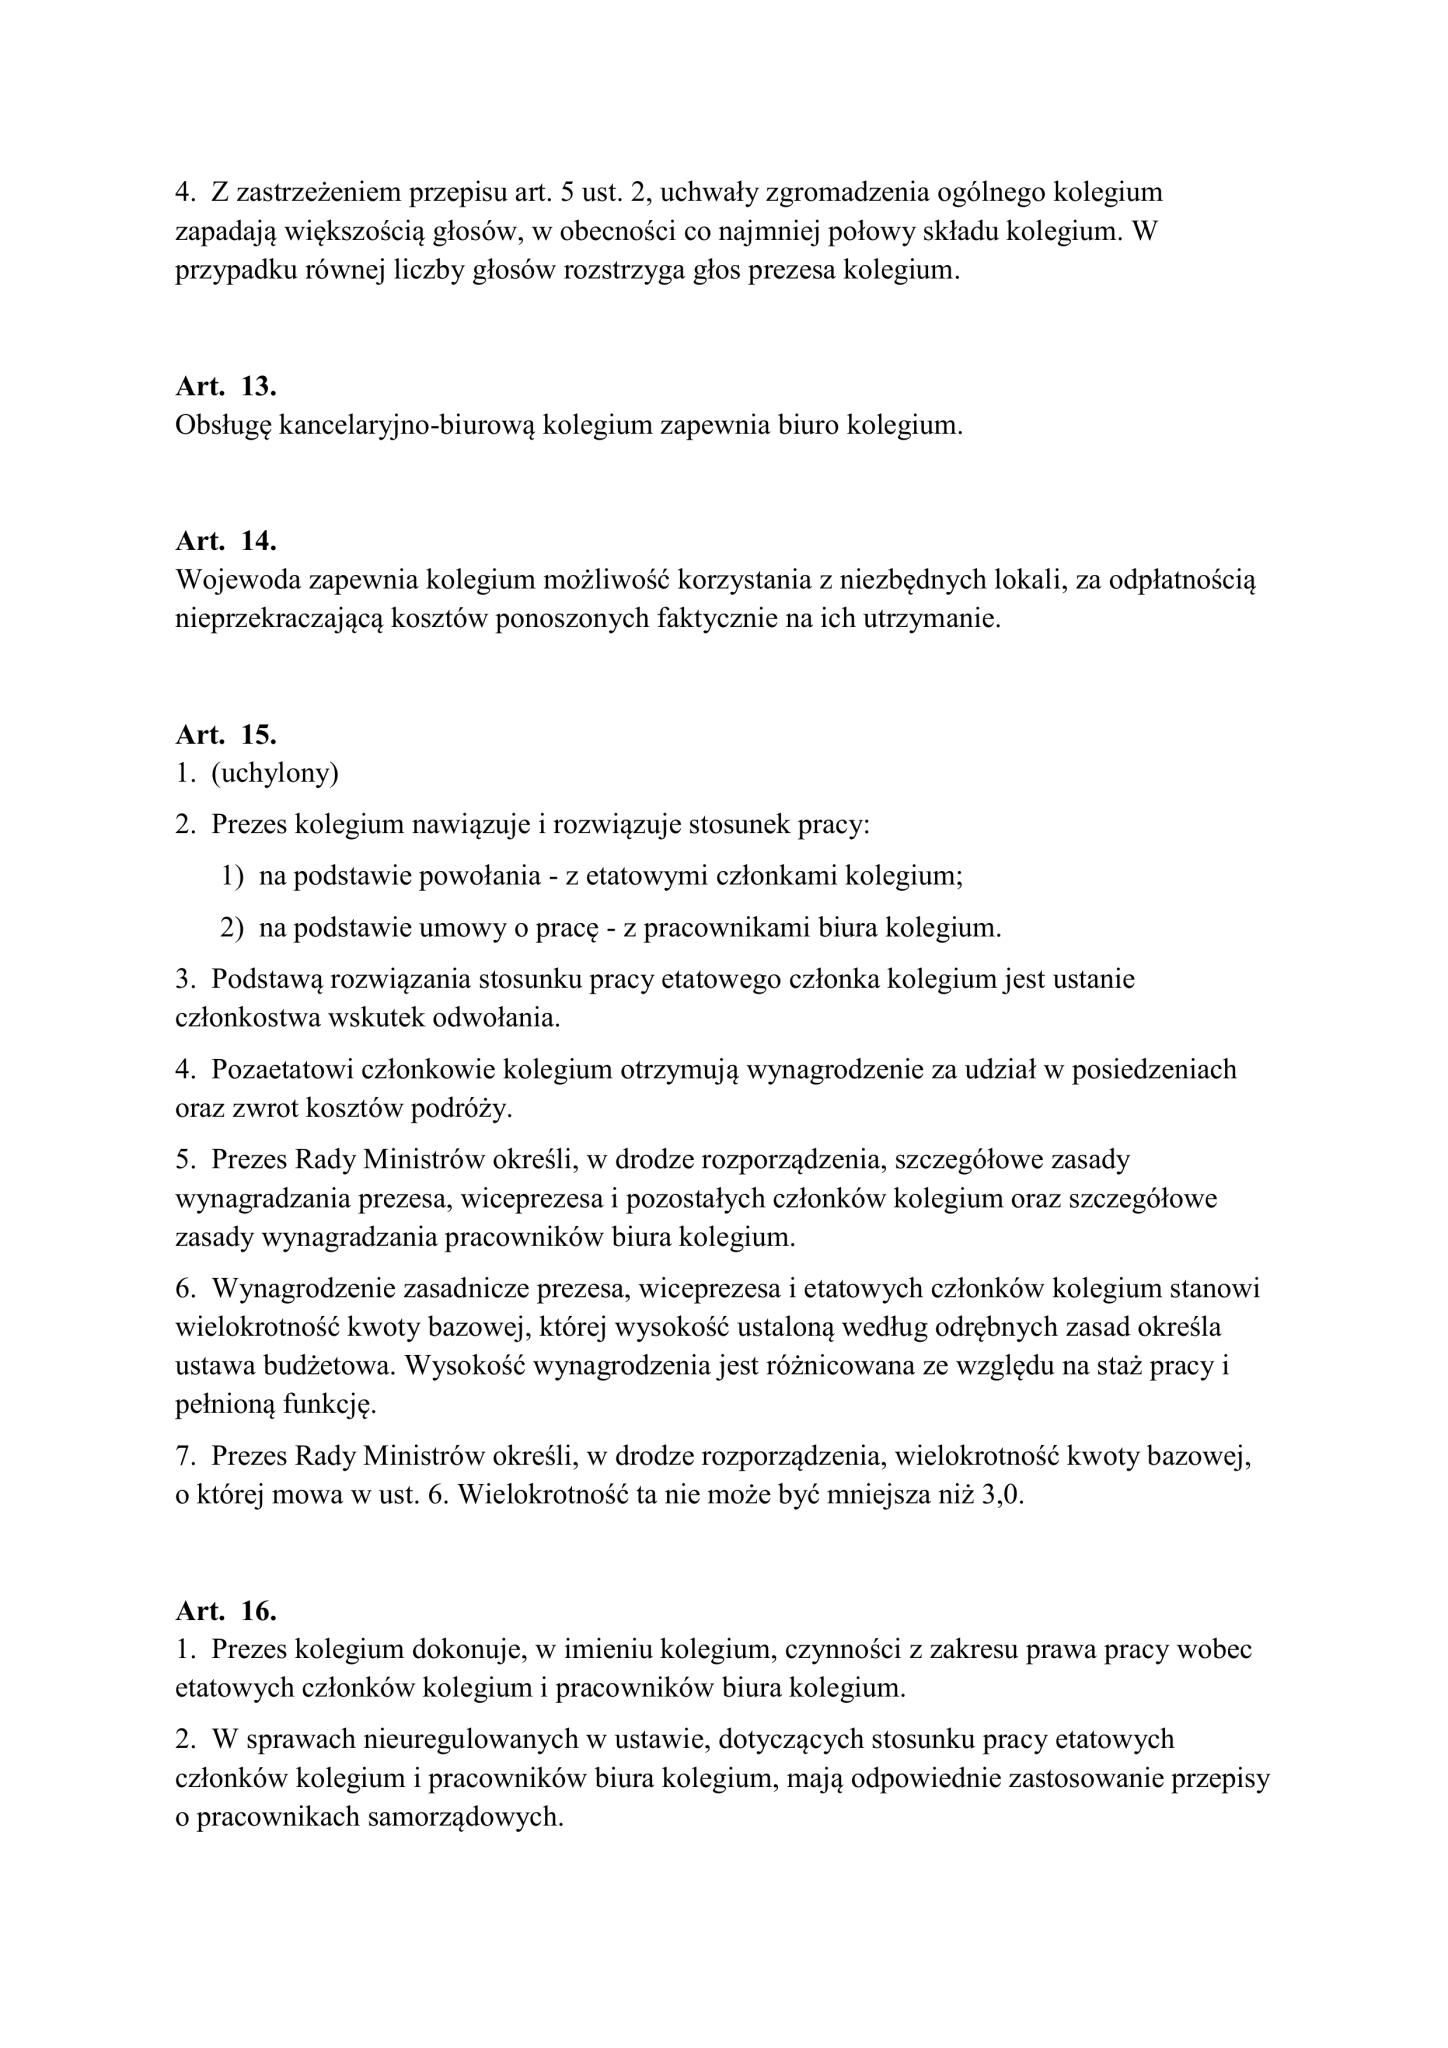 4. Z zastrzeżeniem przepisu art. 5 ust. 2, uchwały zgromadzenia ogólnego kolegium
zapadają większością głosów, w obecności co najmniej połowy składu kolegium. W
przypadku równej liczby głosów rozstrzyga głos prezesa kolegium.
Art. 13.
Obsługę kancelaryjno-biurową kolegium zapewnia biuro kolegium.
Art. 14.
Wojewoda zapewnia kolegium możliwość korzystania z niezbędnych lokali, za odpłatnością
nieprzekraczającą kosztów ponoszonych faktycznie na ich utrzymanie.
Art. 15.
1. (uchylony)
2. Prezes kolegium nawiązuje i rozwiązuje stosunek pracy:
1) na podstawie powołania - z etatowymi członkami kolegium;
2) na podstawie umowy o pracę - z pracownikami biura kolegium.
3. Podstawą rozwiązania stosunku pracy etatowego członka kolegium jest ustanie
członkostwa wskutek odwołania.
4. Pozaetatowi członkowie kolegium otrzymują wynagrodzenie za udział w posiedzeniach
oraz zwrot kosztów podróży.
5. Prezes Rady Ministrów określi, w drodze rozporządzenia, szczegółowe zasady
wynagradzania prezesa, wiceprezesa i pozostałych członków kolegium oraz szczegółowe
zasady wynagradzania pracowników biura kolegium.
6. Wynagrodzenie zasadnicze prezesa, wiceprezesa i etatowych członków kolegium stanowi
wielokrotność kwoty bazowej, której wysokość ustaloną według odrębnych zasad określa
ustawa budżetowa. Wysokość wynagrodzenia jest różnicowana ze względu na staż pracy i
pełnioną funkcję.
7. Prezes Rady Ministrów określi, w drodze rozporządzenia, wielokrotność kwoty bazowej,
o której mowa w ust. 6. Wielokrotność ta nie może być mniejsza niż 3,0.
Art. 16.
1. Prezes kolegium dokonuje, w imieniu kolegium, czynności z zakresu prawa pracy wobec
etatowych członków kolegium i pracowników biura kolegium.
2. W sprawach nieuregulowanych w ustawie, dotyczących stosunku pracy etatowych
członków kolegium i pracowników biura kolegium, mają odpowiednie zastosowanie przepisy
o pracownikach samorządowych.